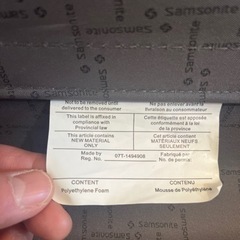 Samsonite
Samsonite
Not to be removed until
delivered to the consumer
Ne pas enlever avant
livraison au consommateur
This label is affixed in
compliance with
Provincial law
Cette étiquette est apposée
conformément à la loi de
la province
This article contains
NEW MATERIAL
ONLY
Cet article contient
MATÉRIAUX NEUFS
SEULEMENT
Made by
Reg. No. 07T-1494908
Fabriqué par
No. de permis
CONTENT
Polyethylene Foam
CONTENU
Mousse de Polyéthylène
Samsonite